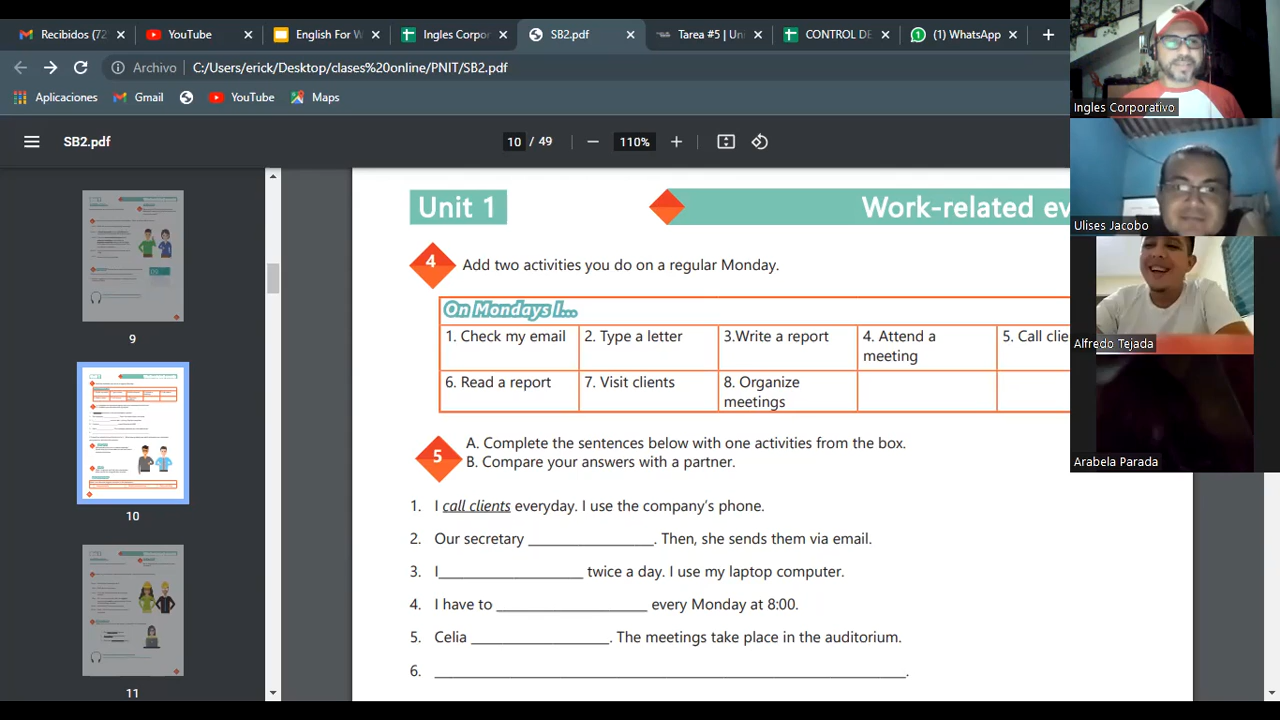 Recibidos (72
YouTube
English For W
Ingles Corpor
SB2.pdf
Tarea #5 | Uni
CONTROL DE
(1) WhatsApp
Archivo
C:/Users/erick/Desktop/clases%20online/PNIT/SB2.pdf
Aplicaciones
Gmail
YouTube
Maps
SB2.pdf
10 / 49
110%
9
10
11
Unit 1
Work-related ev
4
Add two activities you do on a regular Monday.
On Mondays I...
1. Check my email
2. Type a letter
3.Write a report
4. Attend a
meeting
5. Call clie
6. Read a report
7. Visit clients
8. Organize
meetings
5
A. Complete the sentences below with one activities from the box.
B. Compare your answers with a partner.
1. I call clients everyday. I use the company's phone.
2. Our secretary _________________. Then, she sends them via email.
3. I___________________ twice a day. I use my laptop computer.
4. I have to ____________________ every Monday at 8:00.
5. Celia __________________. The meetings take place in the auditorium.
6. ______________________________________________________________.
Ingles Corporativo
Ulises Jacobo
Alfredo Tejada
Arabela Parada